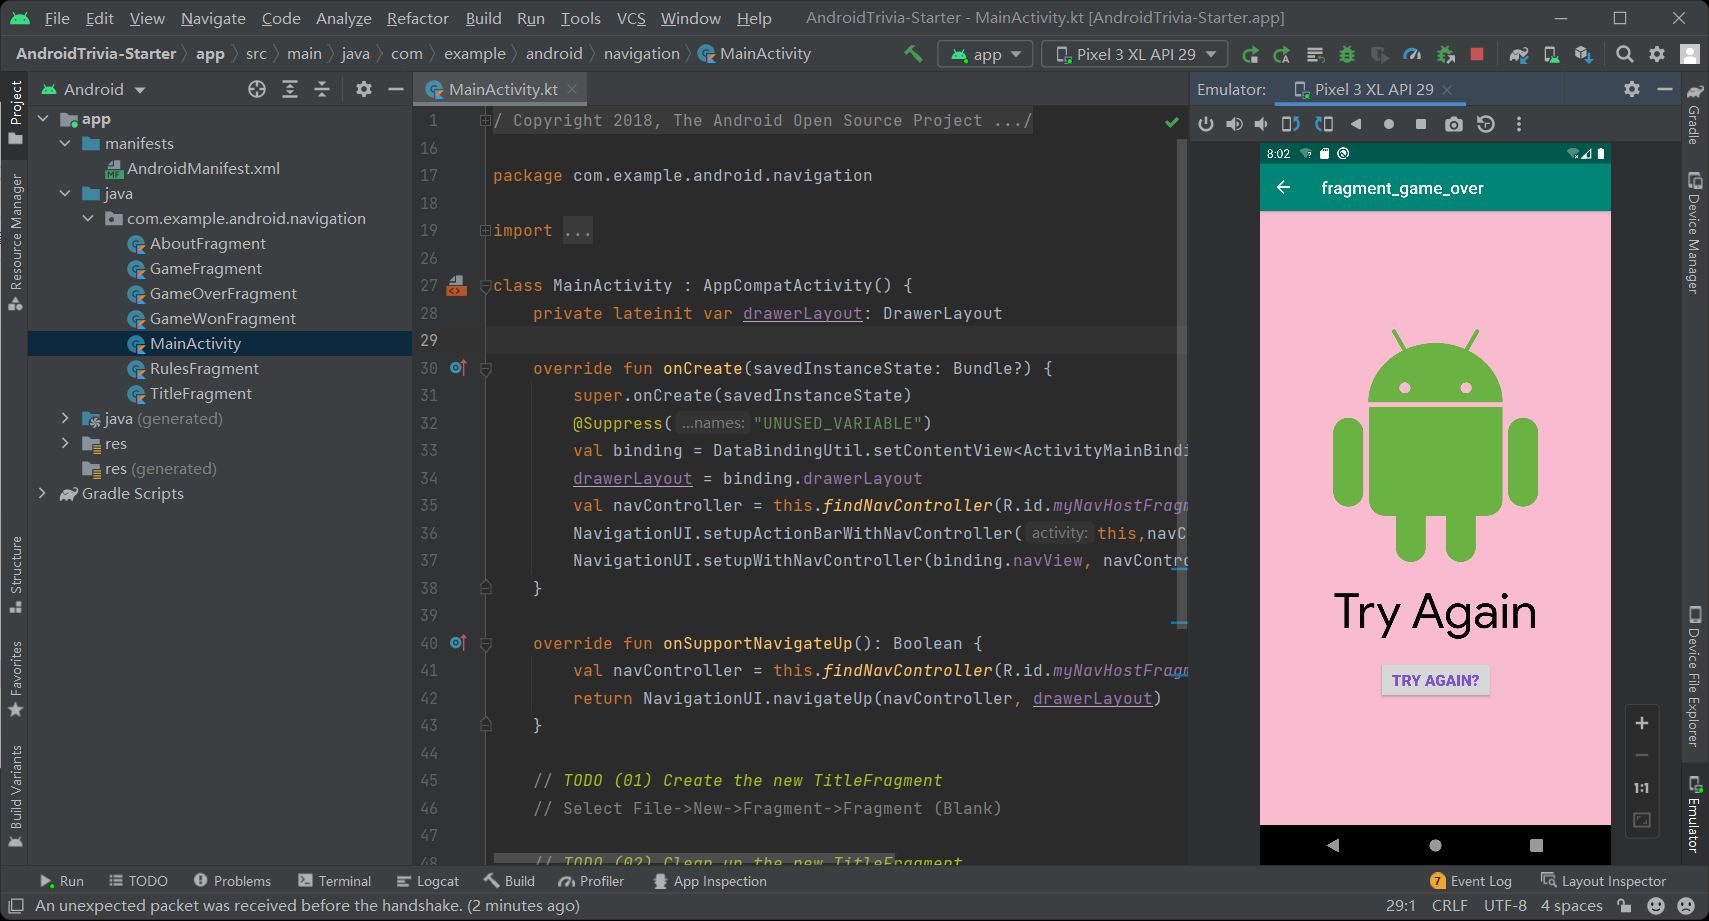 File Edit View Navigate Code Analyze Refactor Build Run Tools VCS Window Help AndroidTrivia-Starter - MainActivity.kt [AndroidTrivia-Starter.app]
AndroidTrivia-Starter app src main java com example android navigation MainActivity app Pixel 3 XL API 29
Project
Resource Manager
Structure
Favorites
Build Variants
Android
app
manifests
AndroidManifest.xml
java
com.example.android.navigation
AboutFragment
GameFragment
GameOverFragment
GameWonFragment
MainActivity
RulesFragment
TitleFragment
java (generated)
res
res (generated)
Gradle Scripts
MainActivity.kt
1 / Copyright 2018, The Android Open Source Project .../
16
17 package com.example.android.navigation
18
19 import ...
26
27 class MainActivity : AppCompatActivity() {
28 private lateinit var drawerLayout: DrawerLayout
29
30 override fun onCreate(savedInstanceState: Bundle?) {
31 super.onCreate(savedInstanceState)
32 @Suppress( ...names: "UNUSED_VARIABLE")
33 val binding = DataBindingUtil.setContentView<ActivityMainBindi
34 drawerLayout = binding.drawerLayout
35 val navController = this.findNavController(R.id.myNavHostFragm
36 NavigationUI.setupActionBarWithNavController( activity: this,navC
37 NavigationUI.setupWithNavController(binding.navView, navContro
38 }
39
40 override fun onSupportNavigateUp(): Boolean {
41 val navController = this.findNavController(R.id.myNavHostFragm
42 return NavigationUI.navigateUp(navController, drawerLayout)
43 }
44
45 // TODO (01) Create the new TitleFragment
46 // Select File->New->Fragment->Fragment (Blank)
47
48 // TODO (02) Clean up the new TitleFragment
Emulator: Pixel 3 XL API 29
8:02
fragment_game_over
Try Again
TRY AGAIN?
1:1
Gradle
Device Manager
Device File Explorer
Emulator
Run TODO Problems Terminal Logcat Build Profiler App Inspection 7 Event Log Layout Inspector
An unexpected packet was received before the handshake. (2 minutes ago) 29:1 CRLF UTF-8 4 spaces